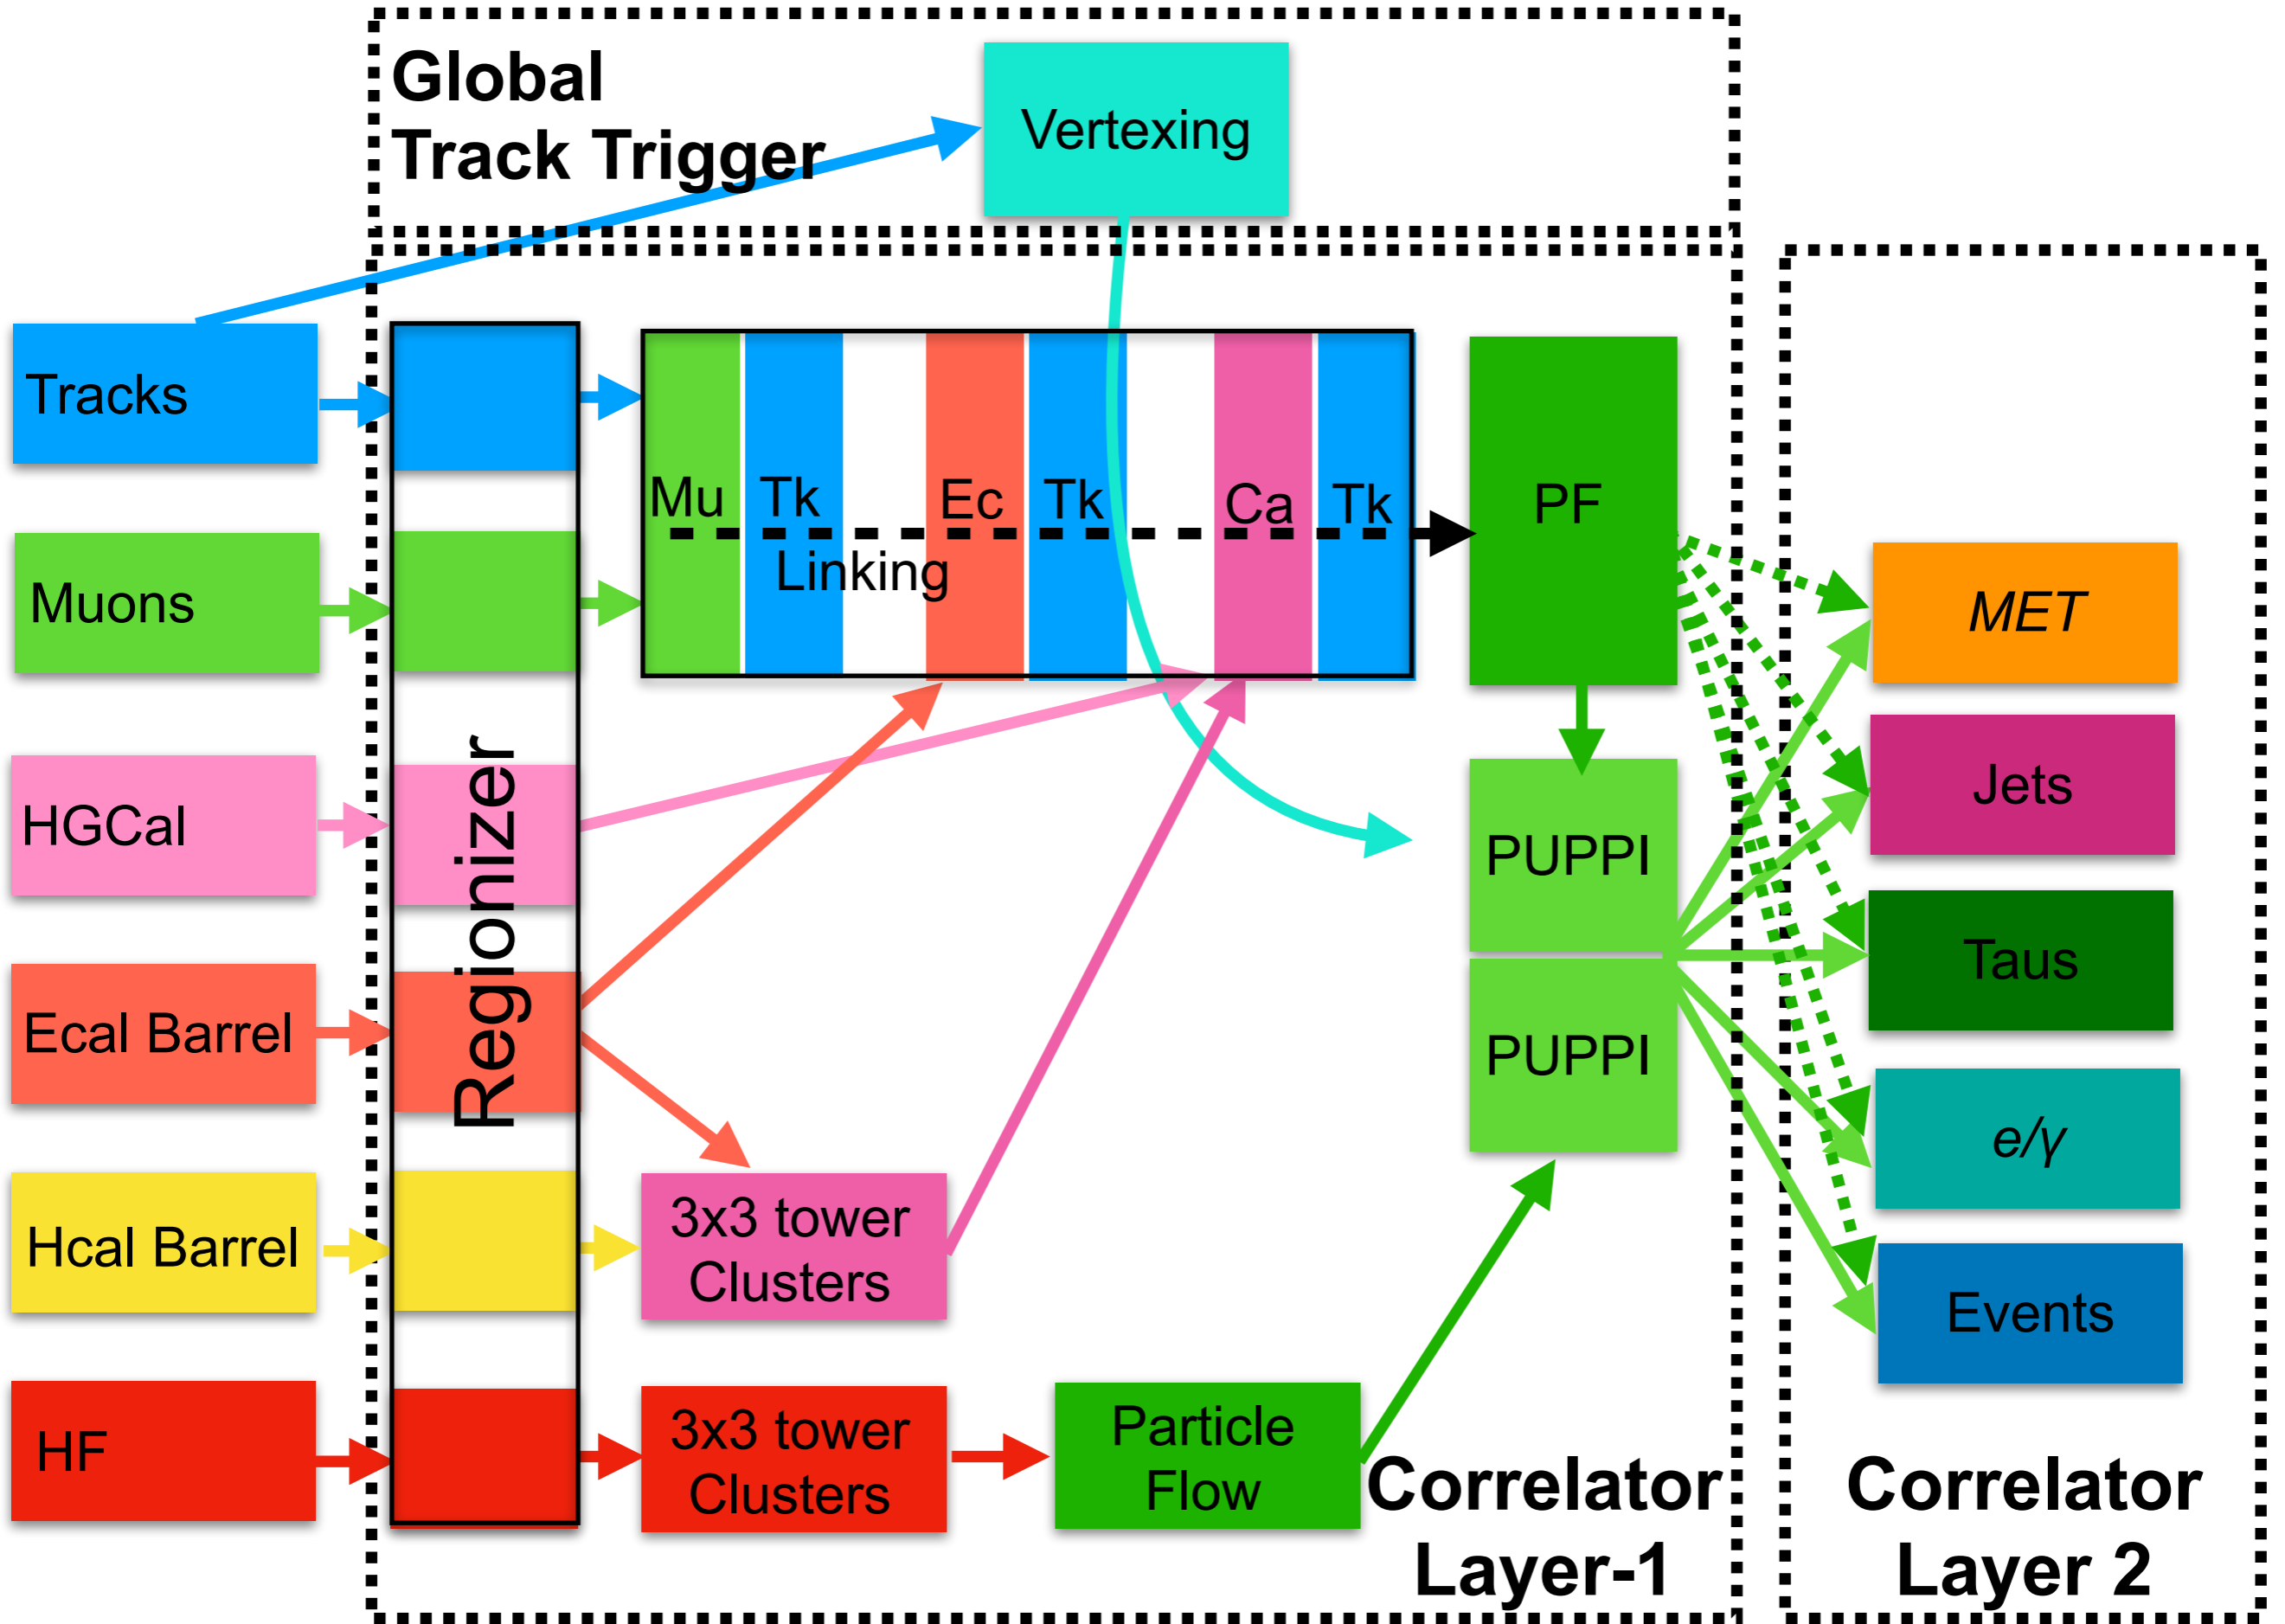 Global
Track Trigger
Vertexing
Tracks
Muons
HGCal
Ecal Barrel
Hcal Barrel
HF
Regionizer
Mu
Tk
Ec
Tk
Ca
Tk
Linking
3x3 tower
Clusters
3x3 tower
Clusters
Particle
Flow
PF
PUPPI
PUPPI
Correlator
Layer-1
MET
Jets
Taus
e/γ
Events
Correlator
Layer 2